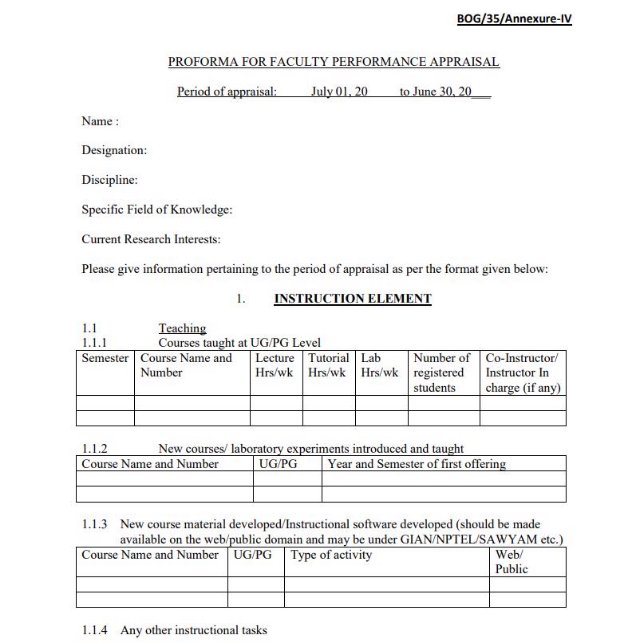 BOG/35/Annexure-IV
PROFORMA FOR FACULTY PERFORMANCE APPRAISAL
Period of appraisal: July 01, 20 to June 30, 20___
Name :
Designation:
Discipline:
Specific Field of Knowledge:
Current Research Interests:
Please give information pertaining to the period of appraisal as per the format given below:
1. INSTRUCTION ELEMENT
1.1 Teaching
1.1.1 Courses taught at UG/PG Level
Semester Course Name and Lecture Tutorial Lab Number of Co-Instructor/
Number Hrs/wk Hrs/wk Hrs/wk registered Instructor In
students charge (if any)
1.1.2 New courses/ laboratory experiments introduced and taught
Course Name and Number UG/PG Year and Semester of first offering
1.1.3 New course material developed/Instructional software developed (should be made
available on the web/public domain and may be under GIAN/NPTEL/SAWYAM etc.)
Course Name and Number UG/PG Type of activity Web/
Public
1.1.4 Any other instructional tasks